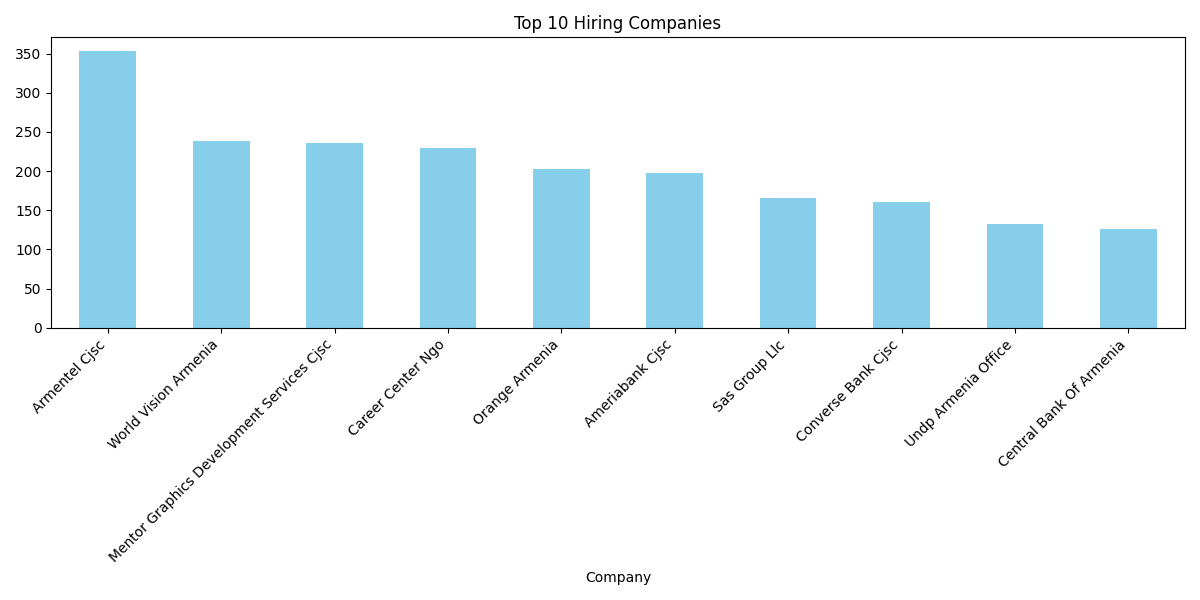 Top 10 Hiring Companies
350
300
250
200
150
100
50
0
Armentel Cjsc
World Vision Armenia
Mentor Graphics Development Services Cjsc
Career Center Ngo
Orange Armenia
Ameriabank Cjsc
Sas Group Llc
Converse Bank Cjsc
Undp Armenia Office
Central Bank Of Armenia
Company